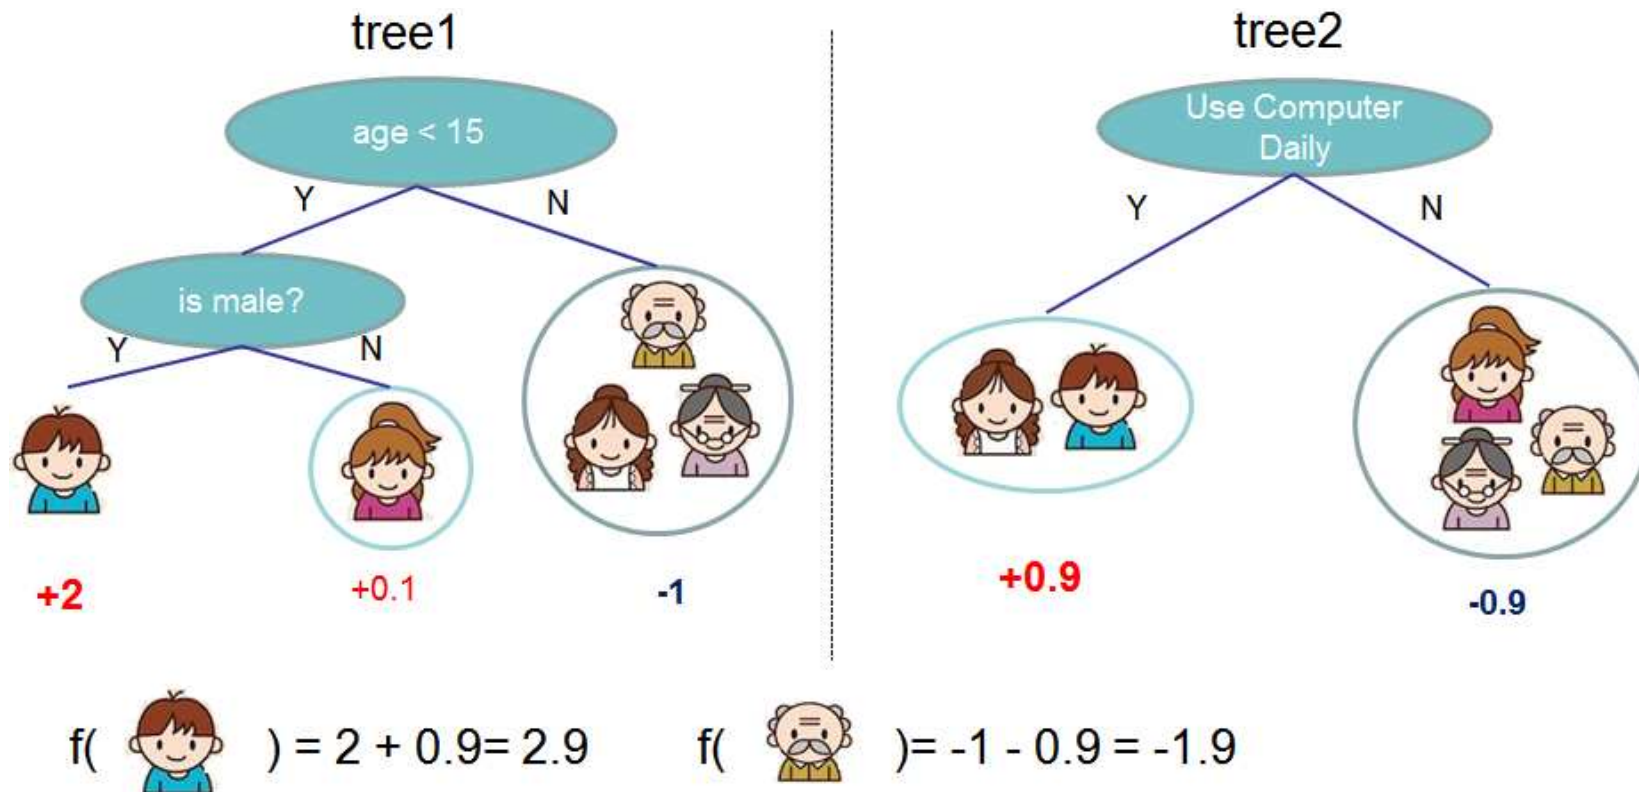 tree1
age < 15
Y
N
is male?
Y
N
+2
+0.1
-1
tree2
Use Computer
Daily
Y
N
+0.9
-0.9
f( ) = 2 + 0.9= 2.9
f( )= -1 - 0.9 = -1.9